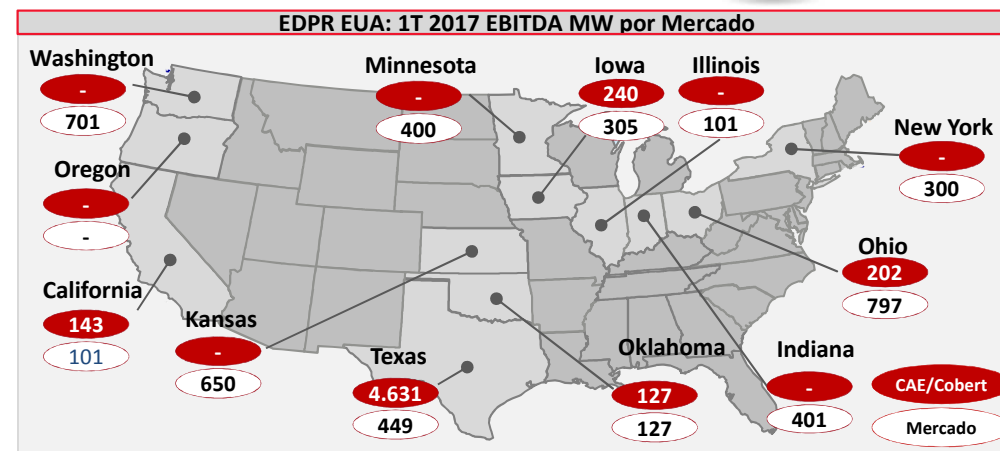 EDPR EUA: 1T 2017 EBITDA MW por Mercado
Washington
-
701
Minnesota
-
400
Iowa
240
305
Illinois
-
101
New York
-
300
Oregon
-
-
Ohio
202
797
California
143
101
Kansas
-
650
Texas
4.631
449
Oklahoma
127
127
Indiana
-
401
CAE/Cobert
Mercado